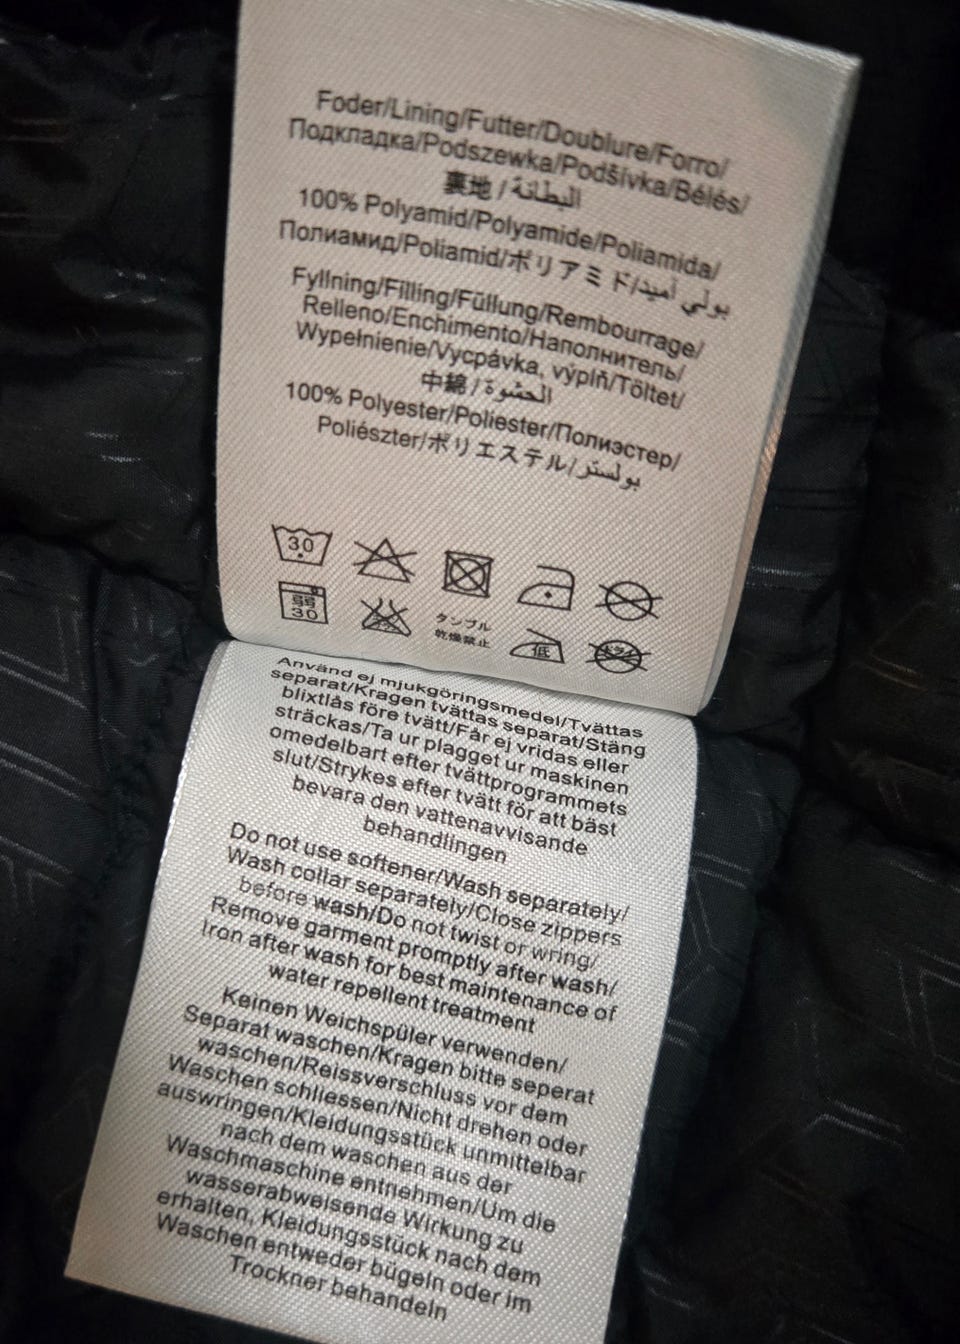 Foder/Lining/Futter/Doublure/Forro/
Подкладка/Podszewka/Podšívka/Bélés/
裏地/البطانة
100% Polyamid/Polyamide/Poliamida/
Полиамид/Poliamid/ポリアミド/بولي أميد
Fyllning/Filling/Füllung/Rembourrage/
Relleno/Enchimento/Наполнитель/
Wypełnienie/Vycpávka, výplň/Töltet/
中綿/الحشوة
100% Polyester/Poliester/Полиэстер/
Poliészter/ポリエステル/بولستر
30
弱
30
タンブル
乾燥禁止
低
ドライ
Använd ej mjukgöringsmedel/Tvättas
separat/Kragen tvättas separat/Stäng
blixtlås före tvätt/Får ej vridas eller
sträckas/Ta ur plagget ur maskinen
omedelbart efter tvättprogrammets
slut/Strykes efter tvätt för att bäst
bevara den vattenavvisande
behandlingen
Do not use softener/Wash separately/
Wash collar separately/Close zippers
before wash/Do not twist or wring/
Remove garment promptly after wash/
Iron after wash for best maintenance of
water repellent treatment
Keinen Weichspüler verwenden/
Separat waschen/Kragen bitte seperat
waschen/Reissverschluss vor dem
Waschen schliessen/Nicht drehen oder
auswringen/Kleidungsstück unmittelbar
nach dem waschen aus der
Waschmaschine entnehmen/Um die
wasserabweisende Wirkung zu
erhalten, Kleidungsstück nach dem
Waschen entweder bügeln oder im
Trockner behandeln